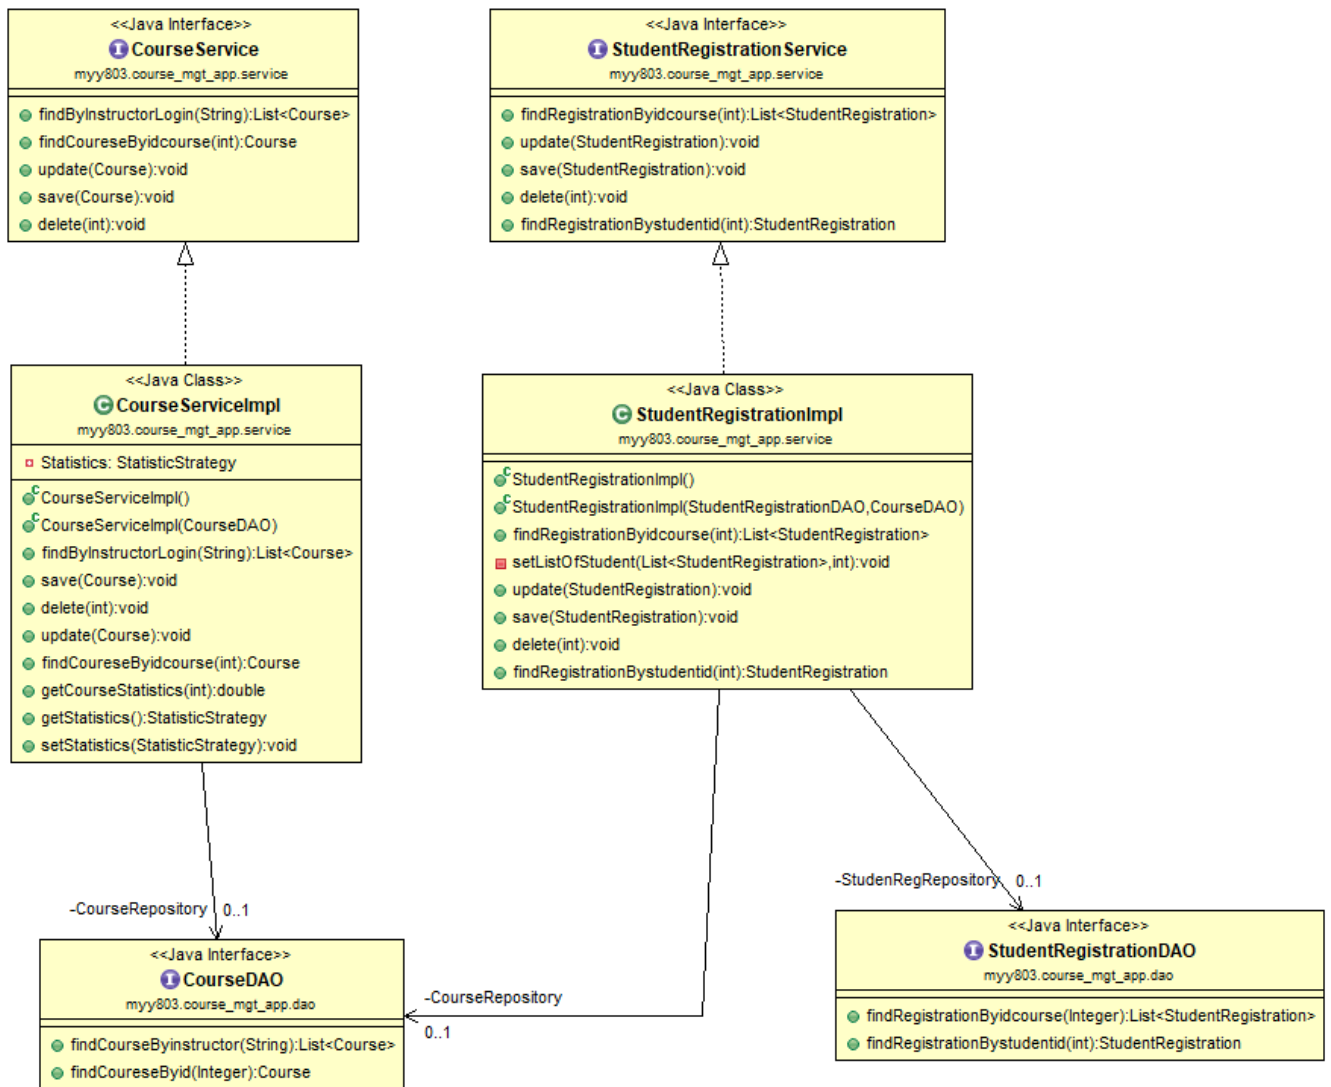 <<Java Interface>>
CourseService
myy803.course_mgt_app.service
findByInstructorLogin(String):List<Course>
findCoureseByidcourse(int):Course
update(Course):void
save(Course):void
delete(int):void
<<Java Interface>>
StudentRegistrationService
myy803.course_mgt_app.service
findRegistrationByidcourse(int):List<StudentRegistration>
update(StudentRegistration):void
save(StudentRegistration):void
delete(int):void
findRegistrationBystudentid(int):StudentRegistration
<<Java Class>>
CourseServiceImpl
myy803.course_mgt_app.service
Statistics: StatisticStrategy
CourseServiceImpl()
CourseServiceImpl(CourseDAO)
findByInstructorLogin(String):List<Course>
save(Course):void
delete(int):void
update(Course):void
findCoureseByidcourse(int):Course
getCourseStatistics(int):double
getStatistics():StatisticStrategy
setStatistics(StatisticStrategy):void
<<Java Class>>
StudentRegistrationImpl
myy803.course_mgt_app.service
StudentRegistrationImpl()
StudentRegistrationImpl(StudentRegistrationDAO,CourseDAO)
findRegistrationByidcourse(int):List<StudentRegistration>
setListOfStudent(List<StudentRegistration>,int):void
update(StudentRegistration):void
save(StudentRegistration):void
delete(int):void
findRegistrationBystudentid(int):StudentRegistration
-CourseRepository 0..1
-StudenRegRepository 0..1
<<Java Interface>>
CourseDAO
myy803.course_mgt_app.dao
findCourseByinstructor(String):List<Course>
findCoureseByid(Integer):Course
-CourseRepository
0..1
<<Java Interface>>
StudentRegistrationDAO
myy803.course_mgt_app.dao
findRegistrationByidcourse(Integer):List<StudentRegistration>
findRegistrationBystudentid(int):StudentRegistration